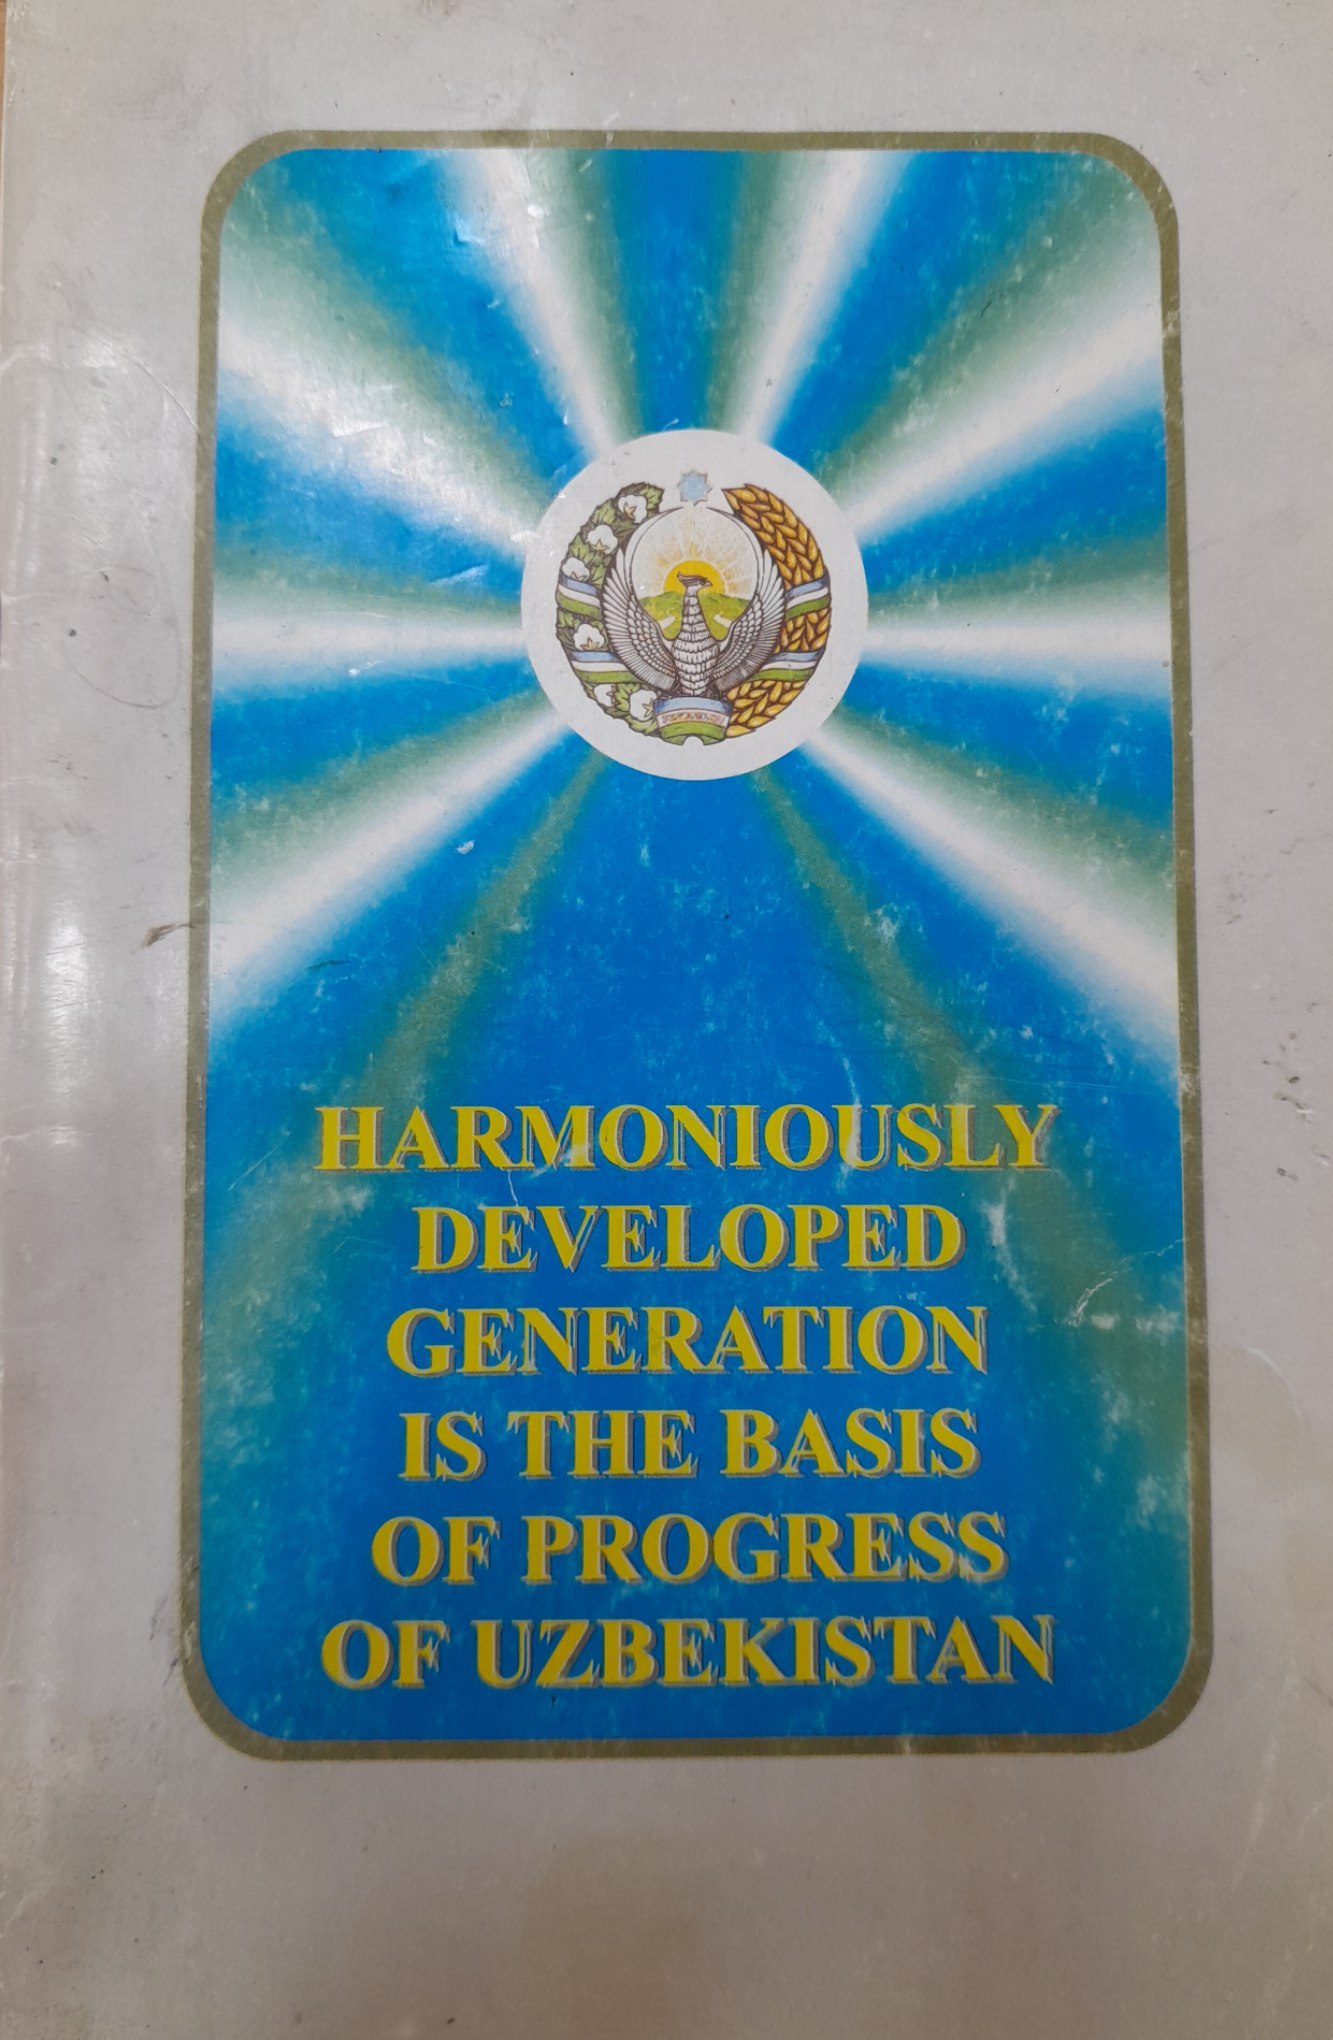 HARMONIOUSLY
DEVELOPED
GENERATION
IS THE BASIS
OF PROGRESS
OF UZBEKISTAN